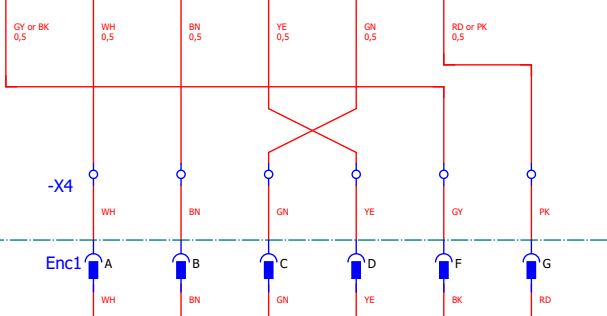 GY or BK WH BN YE GN RD or PK
0,5 0,5 0,5 0,5 0,5 0,5
-X4
WH BN GN YE GY PK
Enc1 A B C D F G
WH BN GN YE BK RD